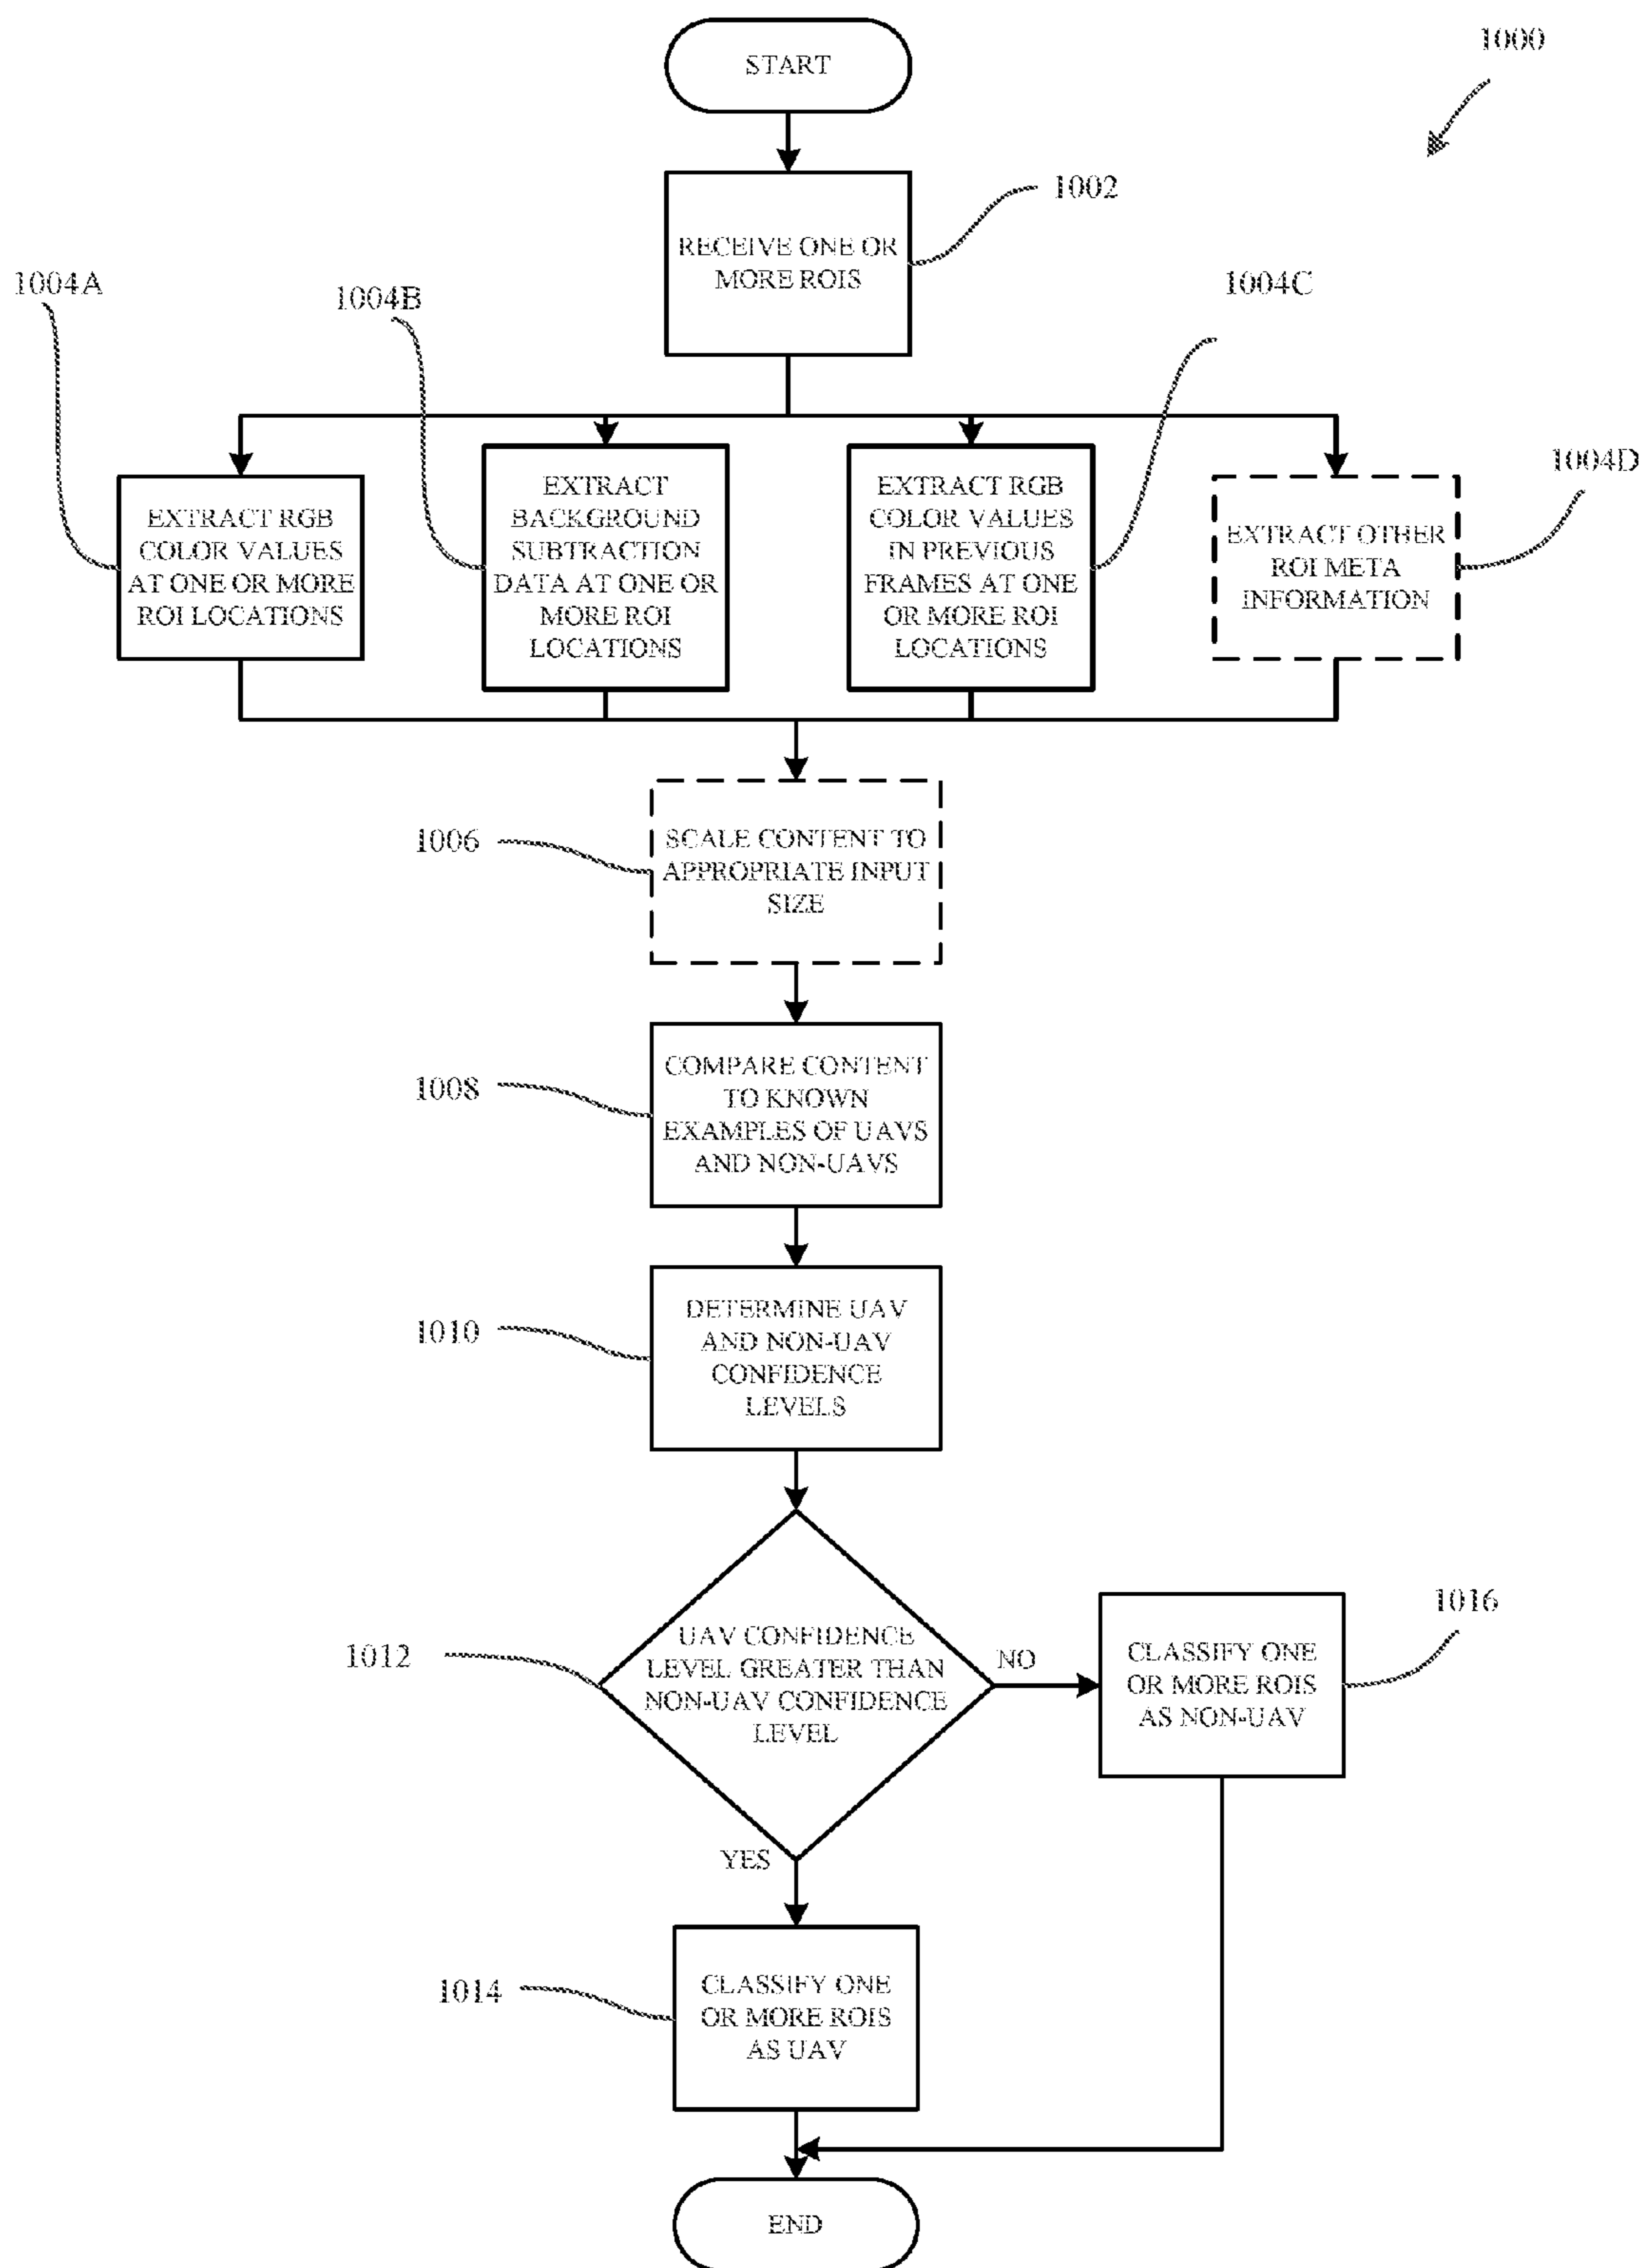 START
1000
1002
RECEIVE ONE OR
MORE ROIS
1004A
1004B
1004C
1004D
EXTRACT RGB
COLOR VALUES
AT ONE OR MORE
ROI LOCATIONS
EXTRACT
BACKGROUND
SUBTRACTION
DATA AT ONE OR
MORE ROI
LOCATIONS
EXTRACT RGB
COLOR VALUES
IN PREVIOUS
FRAMES AT ONE
OR MORE ROI
LOCATIONS
EXTRACT OTHER
ROI META
INFORMATION
1006
SCALE CONTENT TO
APPROPRIATE INPUT
SIZE
1008
COMPARE CONTENT
TO KNOWN
EXAMPLES OF UAVS
AND NON-UAVS
1010
DETERMINE UAV
AND NON-UAV
CONFIDENCE
LEVELS
1012
UAV CONFIDENCE
LEVEL GREATER THAN
NON-UAV CONFIDENCE
LEVEL
NO
1016
CLASSIFY ONE
OR MORE ROIS
AS NON-UAV
YES
1014
CLASSIFY ONE
OR MORE ROIS
AS UAV
END